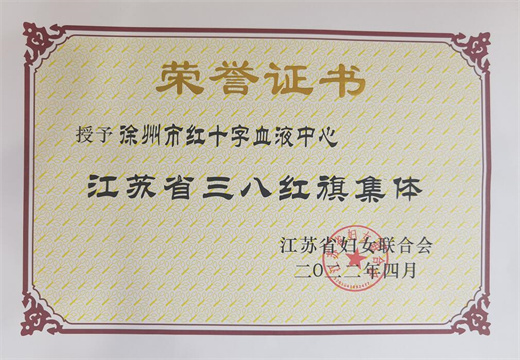 荣誉证书
授予 徐州市红十字血液中心
江苏省三八红旗集体
江苏省妇女联合会
二〇二二年四月